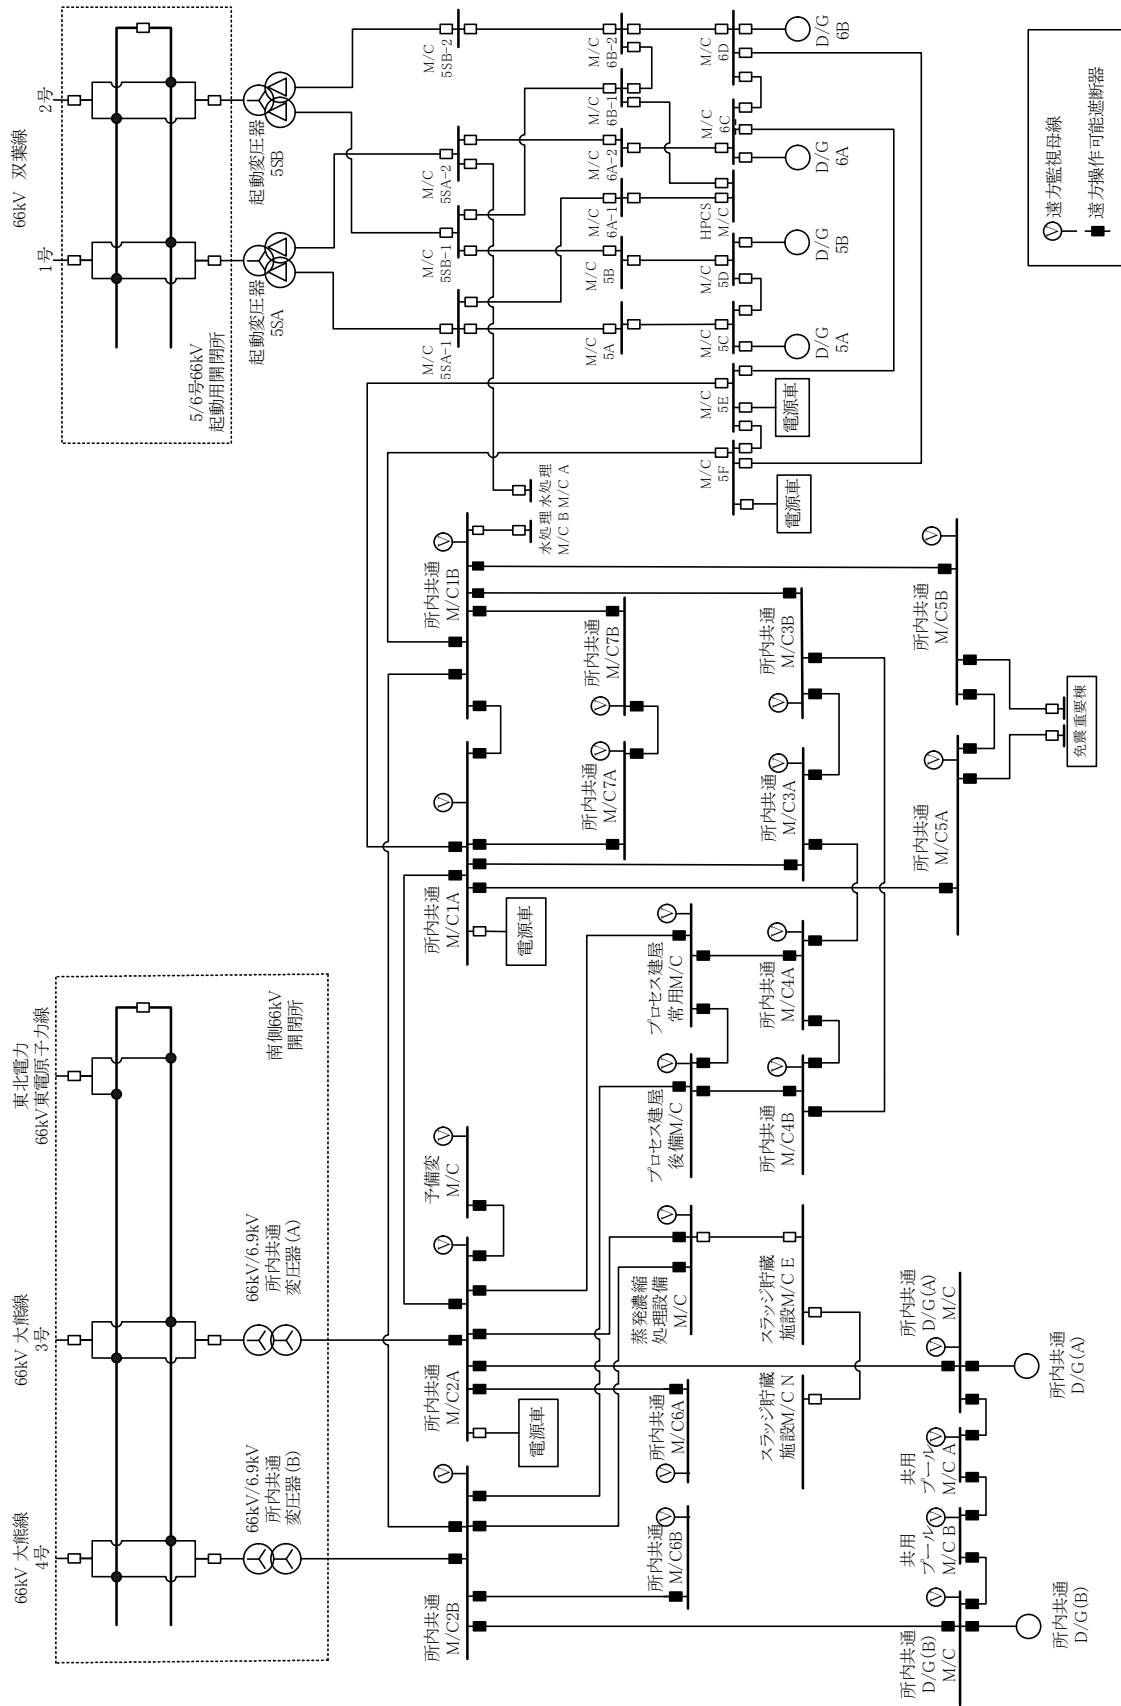 66kV 大熊線
4号
66kV 大熊線
3号
東北電力
66kV東電原子力線
66kV/6.9kV
所内共通
変圧器(B)
66kV/6.9kV
所内共通
変圧器(A)
南側66kV
開閉所
66kV 双葉線
1号
2号
5/6号66kV
起動用開閉所
起動変圧器
5SA
起動変圧器
5SB
所内共通
M/C2B
所内共通
M/C2A
電源車
予備変
M/C
所内共通
M/C1A
電源車
所内共通
M/C1B
水処理
M/C B
水処理
M/C A
M/C
5SA-1
M/C
5SB-1
M/C
5SA-2
M/C
5SB-2
所内共通
M/C7A
所内共通
M/C7B
M/C
5A
M/C
5B
M/C
6A-1
M/C
6A-2
M/C
6B-1
M/C
6B-2
所内共通
M/C6B
所内共通
M/C6A
蒸発濃縮
処理設備
M/C
プロセス建屋
後備M/C
プロセス建屋
常用M/C
スラッジ貯蔵
施設M/C N
スラッジ貯蔵
施設M/C E
所内共通
M/C4B
所内共通
M/C4A
所内共通
M/C3A
所内共通
M/C3B
M/C
5F
M/C
5E
M/C
5C
M/C
5D
HPCS
M/C
M/C
6C
M/C
6D
電源車
電源車
D/G
5A
D/G
5B
D/G
6A
D/G
6B
所内共通
D/G(B)
M/C
共用
プール
M/C B
共用
プール
M/C A
所内共通
D/G(A)
M/C
所内共通
D/G(B)
所内共通
D/G(A)
所内共通
M/C5A
所内共通
M/C5B
免震重要棟
V
遠方監視母線
遠方操作可能遮断器